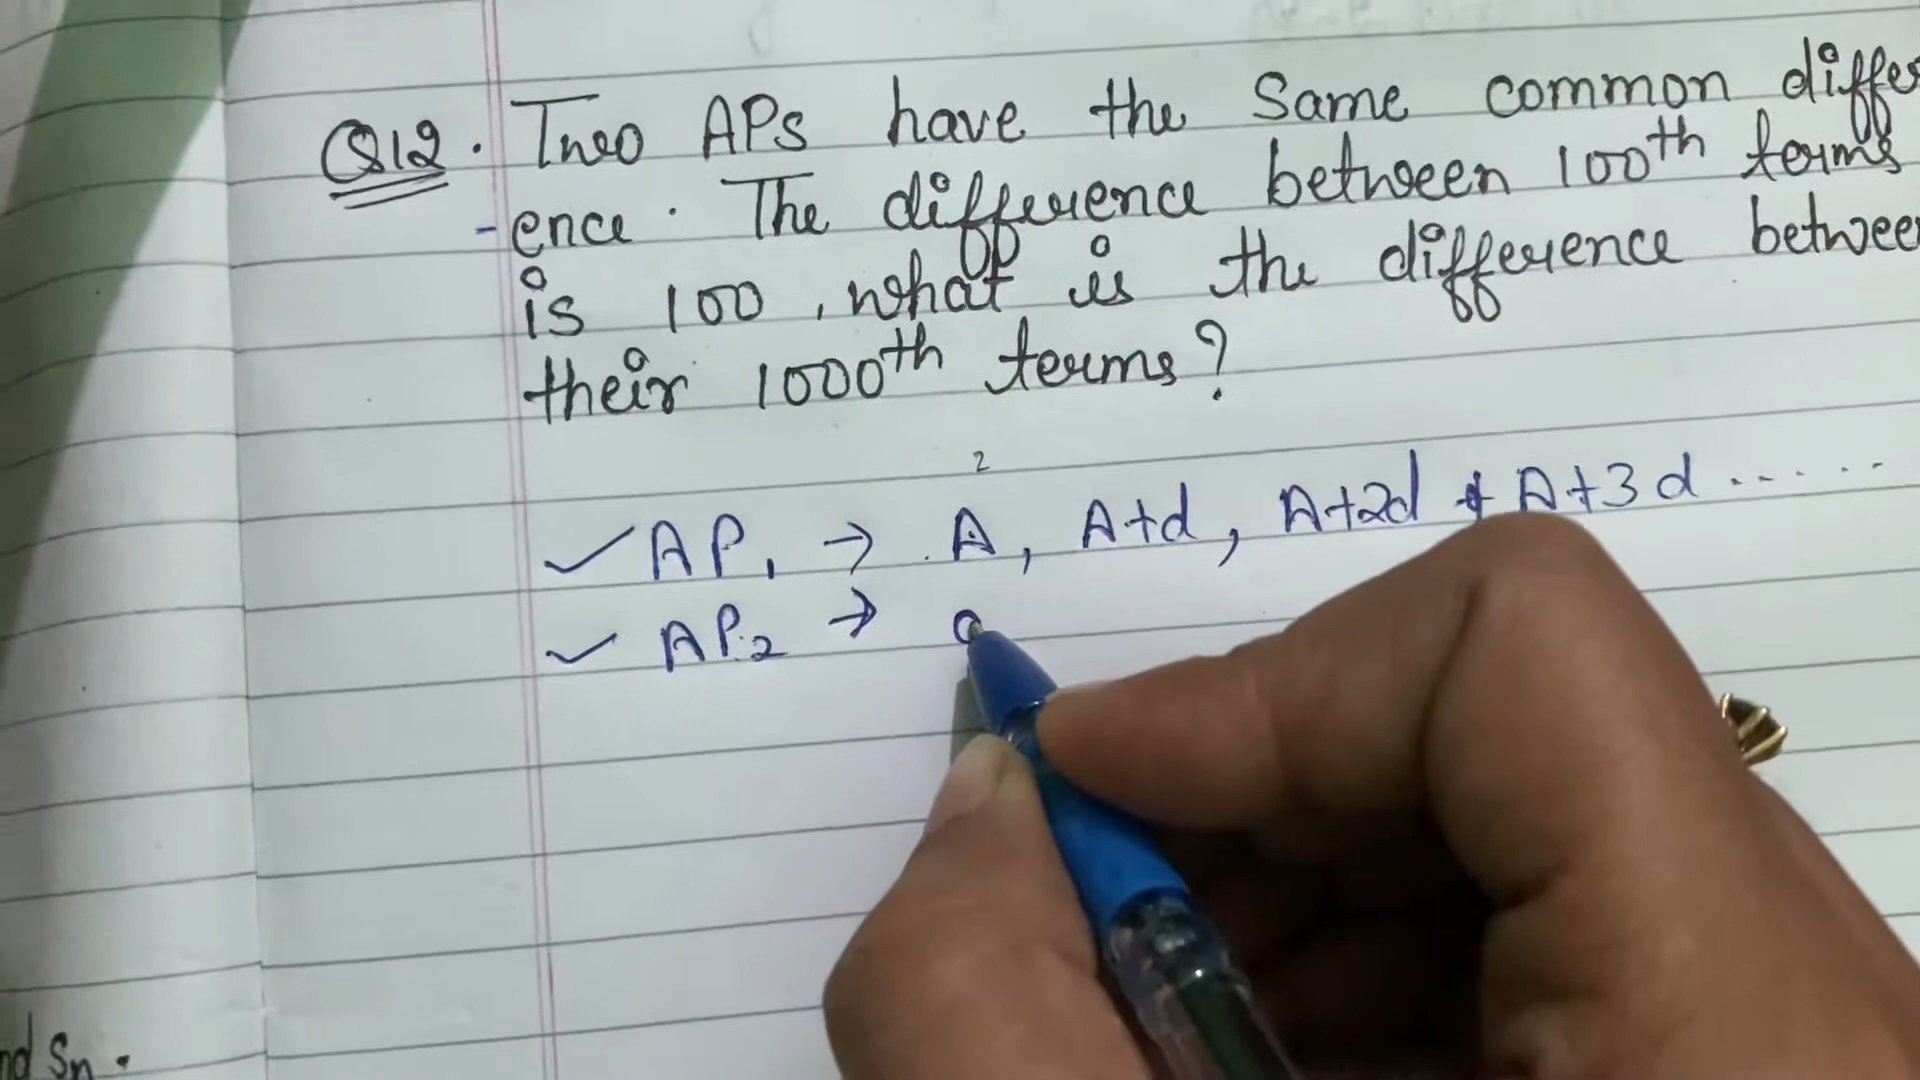 Q12. Two APs have the Same common differ
-ence. The difference between 100th terms
is 100, what is the difference between
their 1000th terms?
2
✓ AP1 → A, A+d, A+2d + A+3d ......
✓ AP2 → a
nd Sn.